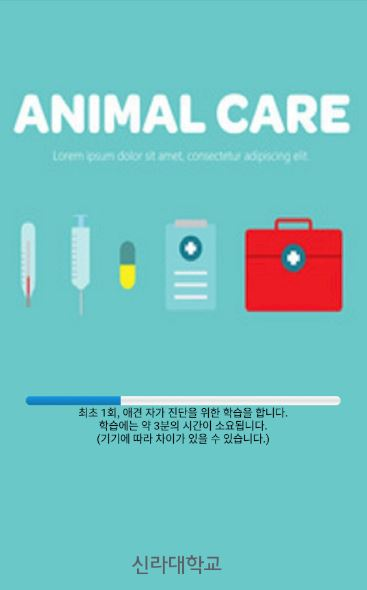 ANIMAL CARE
Lorem ipsum dolor sit amet, consectetur adipiscing elit.
최초 1회, 애견 자가 진단을 위한 학습을 합니다.
학습에는 약 3분의 시간이 소요됩니다.
(기기에 따라 차이가 있을 수 있습니다.)
신라대학교